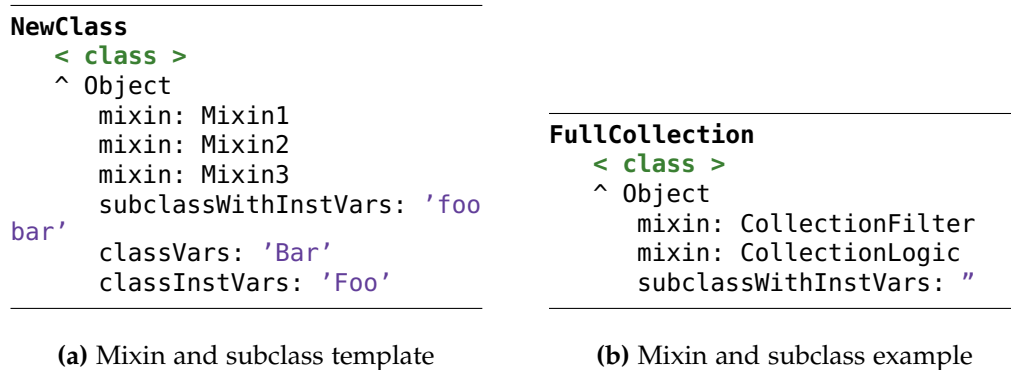 NewClass
< class >
^ Object
mixin: Mixin1
mixin: Mixin2
mixin: Mixin3
subclassWithInstVars: ’foo
bar’
classVars: ’Bar’
classInstVars: ’Foo’
(a) Mixin and subclass template
FullCollection
< class >
^ Object
mixin: CollectionFilter
mixin: CollectionLogic
subclassWithInstVars: ”
(b) Mixin and subclass example